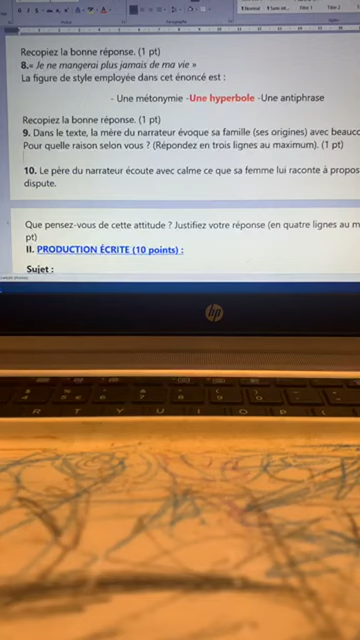 Recopiez la bonne réponse. (1 pt)
8.« Je ne mangerai plus jamais de ma vie »
La figure de style employée dans cet énoncé est :
- Une métonymie -Une hyperbole -Une antiphrase
Recopiez la bonne réponse. (1 pt)
9. Dans le texte, la mère du narrateur évoque sa famille (ses origines) avec beauc
Pour quelle raison selon vous ? (Répondez en trois lignes au maximum). (1 pt)
10. Le père du narrateur écoute avec calme ce que sa femme lui raconte à propos
dispute.
Que pensez-vous de cette attitude ? Justifiez votre réponse (en quatre lignes au m
pt)
II. PRODUCTION ÉCRITE (10 points) :
Sujet :
hp
R T Y U I O P